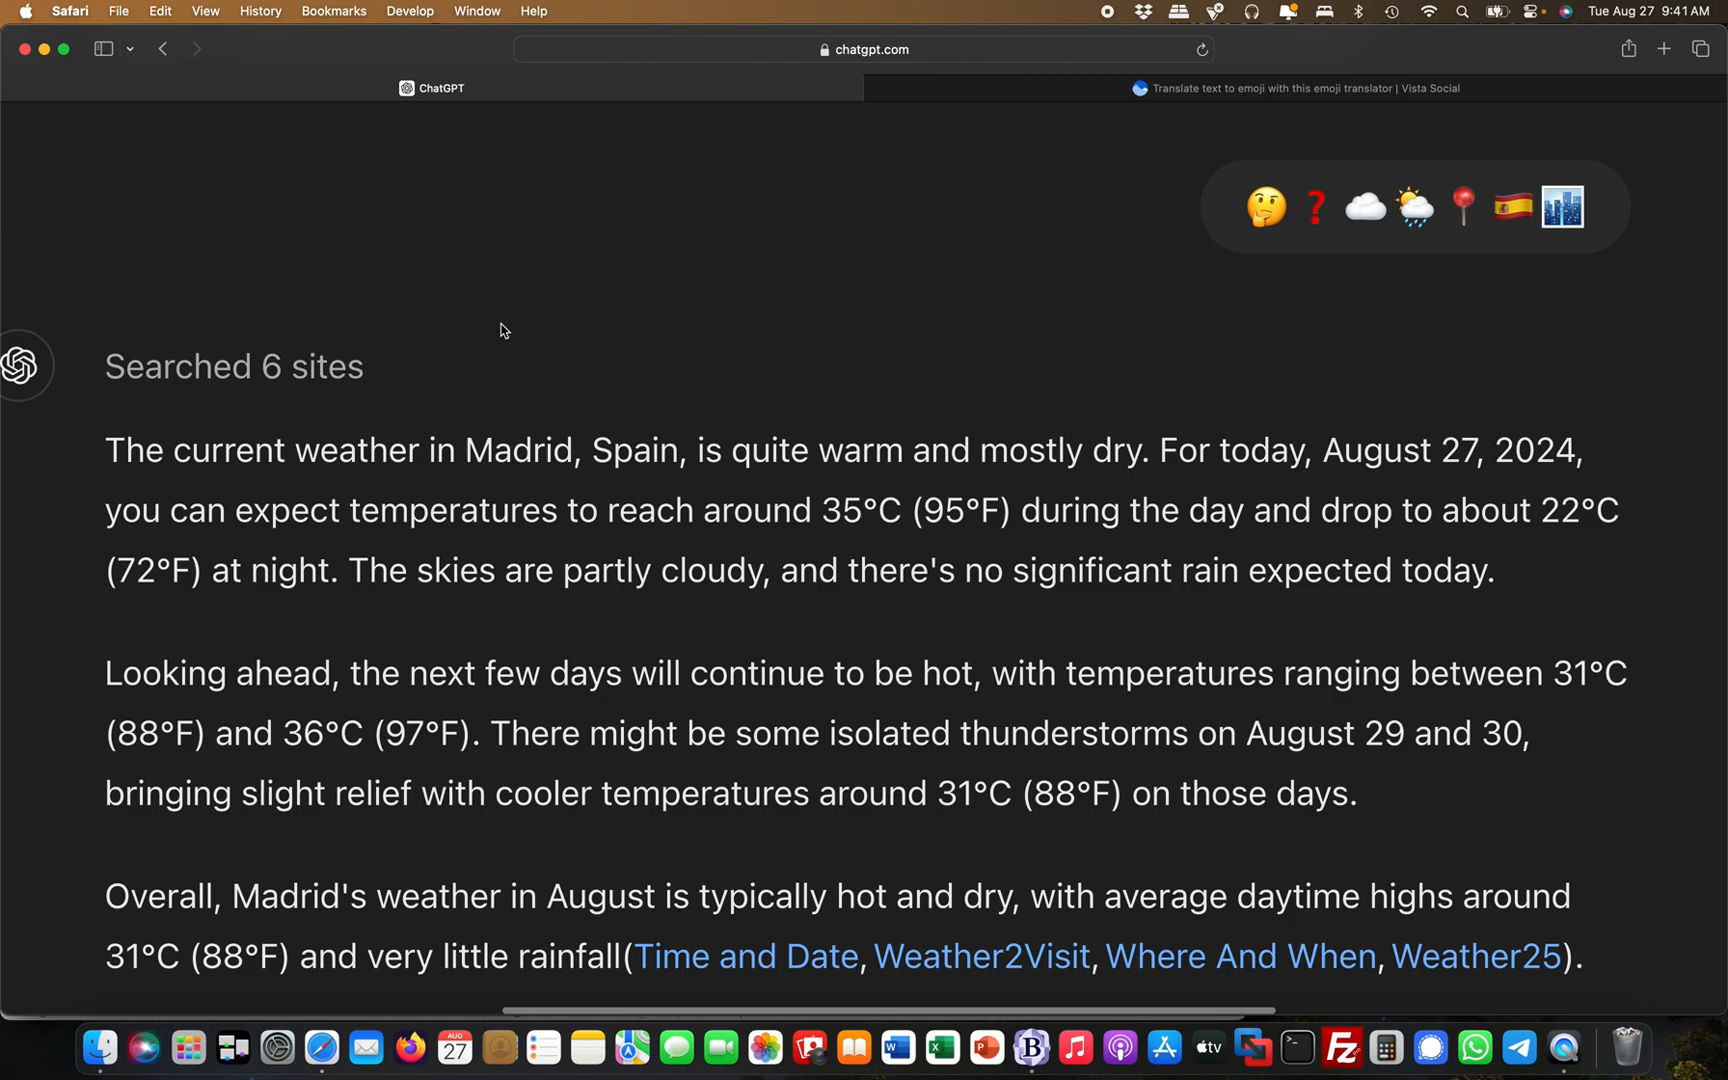 Safari File Edit View History Bookmarks Develop Window Help Tue Aug 27 9:41 AM
chatgpt.com
ChatGPT
Translate text to emoji with this emoji translator | Vista Social
🤔❓☁️🌦️📍🇪🇸🏙️
Searched 6 sites
The current weather in Madrid, Spain, is quite warm and mostly dry. For today, August 27, 2024,
you can expect temperatures to reach around 35°C (95°F) during the day and drop to about 22°C
(72°F) at night. The skies are partly cloudy, and there's no significant rain expected today.
Looking ahead, the next few days will continue to be hot, with temperatures ranging between 31°C
(88°F) and 36°C (97°F). There might be some isolated thunderstorms on August 29 and 30,
bringing slight relief with cooler temperatures around 31°C (88°F) on those days.
Overall, Madrid's weather in August is typically hot and dry, with average daytime highs around
31°C (88°F) and very little rainfall(Time and Date, Weather2Visit, Where And When, Weather25).
AUG
27
tv